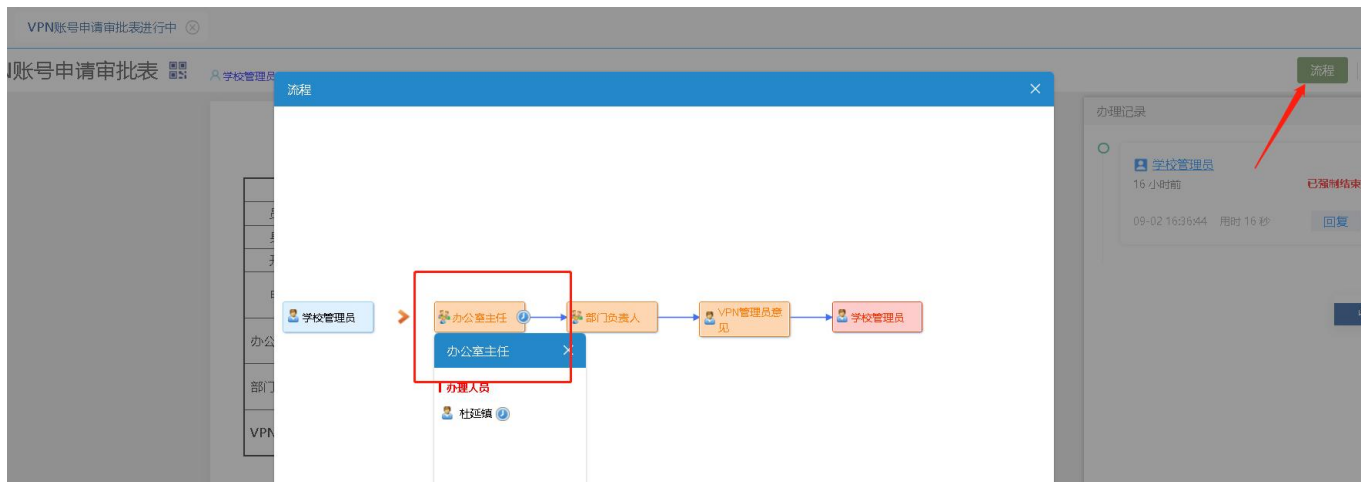 VPN账号申请审批表进行中
账号申请审批表
学校管理员
流程
流程
办理记录
学校管理员
16 小时前
已强制结束
09-02 16:36:44 用时 16 秒
回复
学校管理员
办公室主任
部门负责人
VPN管理员意
见
学校管理员
办公室主任
办理人员
杜延镇
办公
部门
VPN